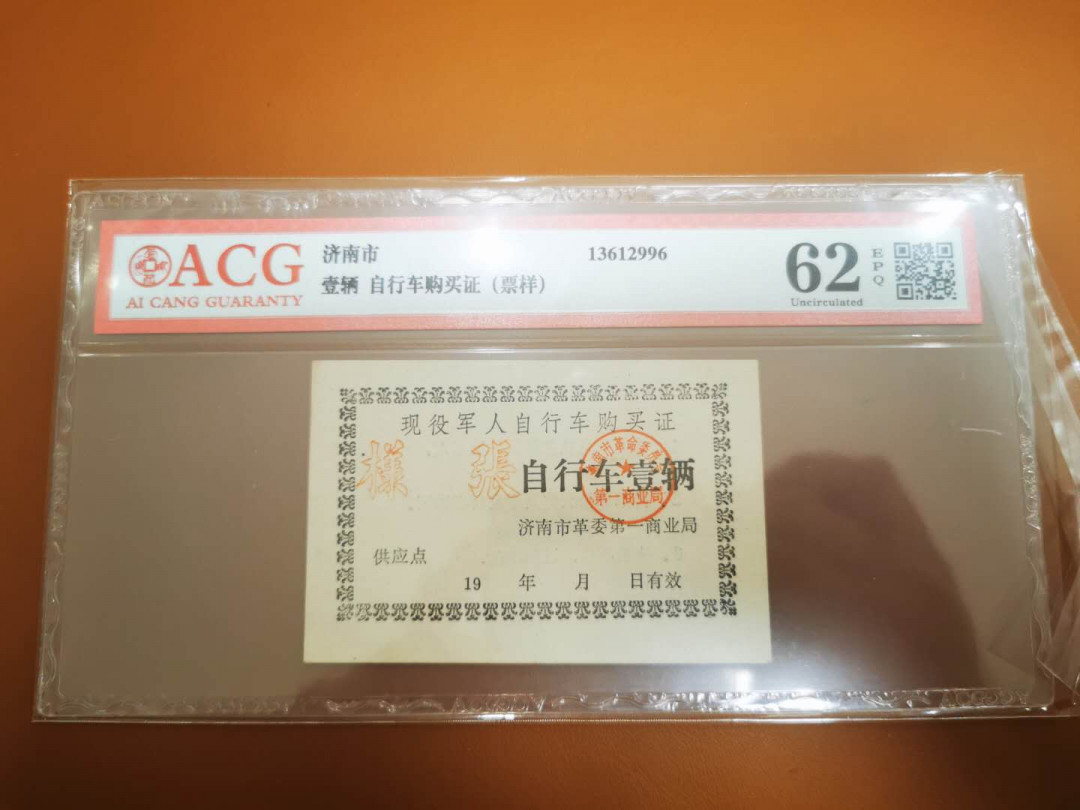 ACG
AI CANG GUARANTY
济南市
13612996
壹辆 自行车购买证（票样）
62
Uncirculated
EPQ
现役军人自行车购买证
樣 張
自行车壹辆
第一商业局
济南市革委第一商业局
供应点
19 年 月 日有效